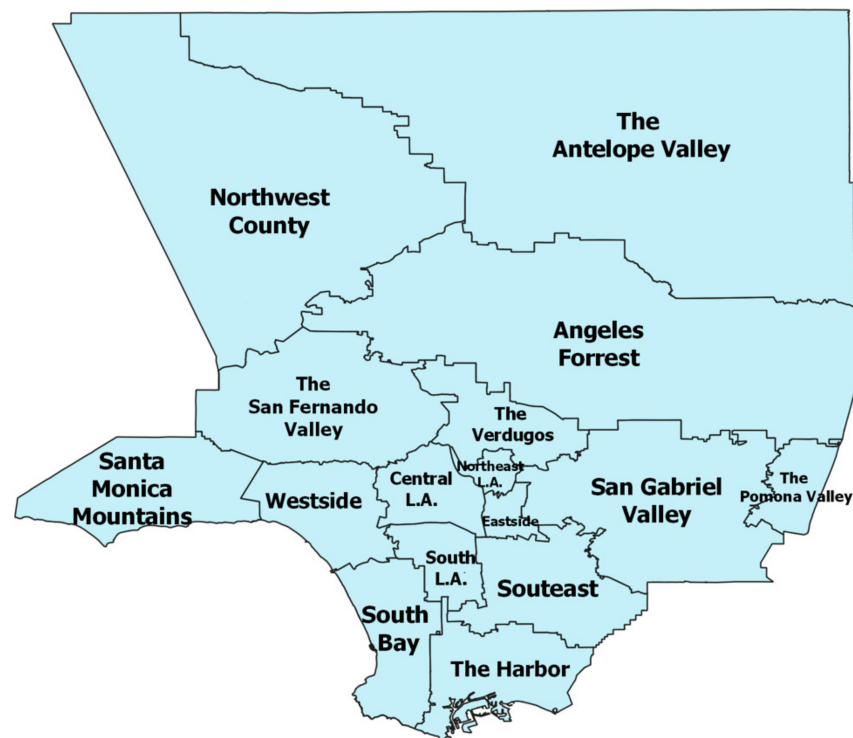 The
Antelope Valley
Northwest
County
Angeles
Forrest
The
San Fernando
Valley
The
Verdugos
Santa
Monica
Mountains
Westside
Central
L.A.
Northeast
L.A.
Eastside
San Gabriel
Valley
The
Pomona Valley
South
L.A.
Souteast
South
Bay
The Harbor